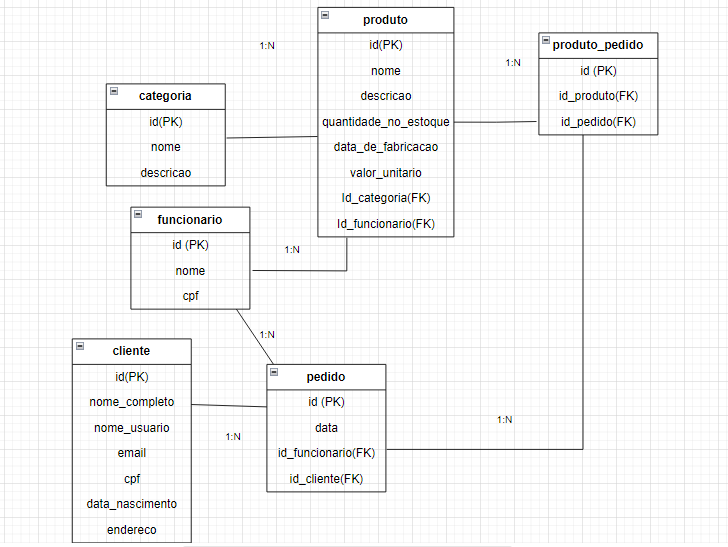 produto
id(PK)
nome
descricao
quantidade_no_estoque
data_de_fabricacao
valor_unitario
Id_categoria(FK)
Id_funcionario(FK)
1:N
1:N
produto_pedido
id (PK)
id_produto(FK)
id_pedido(FK)
categoria
id(PK)
nome
descricao
funcionario
id (PK)
nome
cpf
1:N
1:N
cliente
id(PK)
nome_completo
nome_usuario
email
cpf
data_nascimento
endereco
1:N
pedido
id (PK)
data
id_funcionario(FK)
id_cliente(FK)
1:N